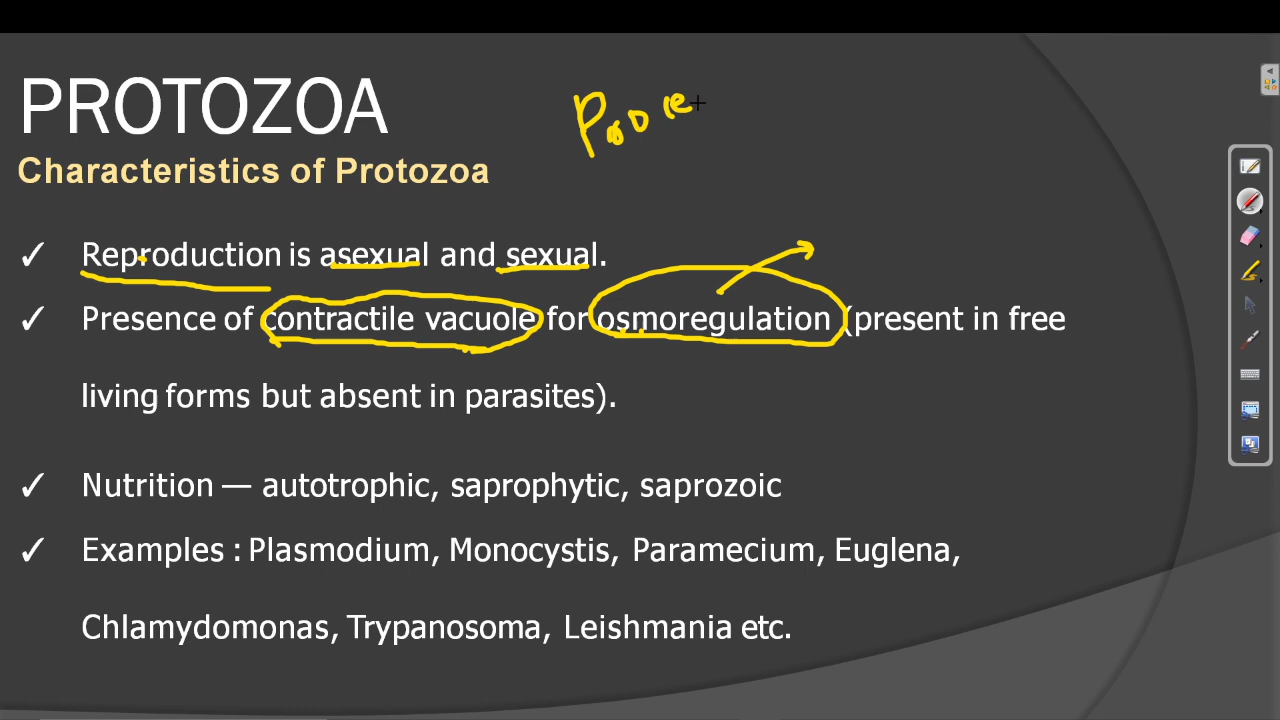 PROTOZOA
Characteristics of Protozoa
✓ Reproduction is asexual and sexual.
✓ Presence of contractile vacuole for osmoregulation (present in free
living forms but absent in parasites).
✓ Nutrition — autotrophic, saprophytic, saprozoic
✓ Examples : Plasmodium, Monocystis, Paramecium, Euglena,
Chlamydomonas, Trypanosoma, Leishmania etc.